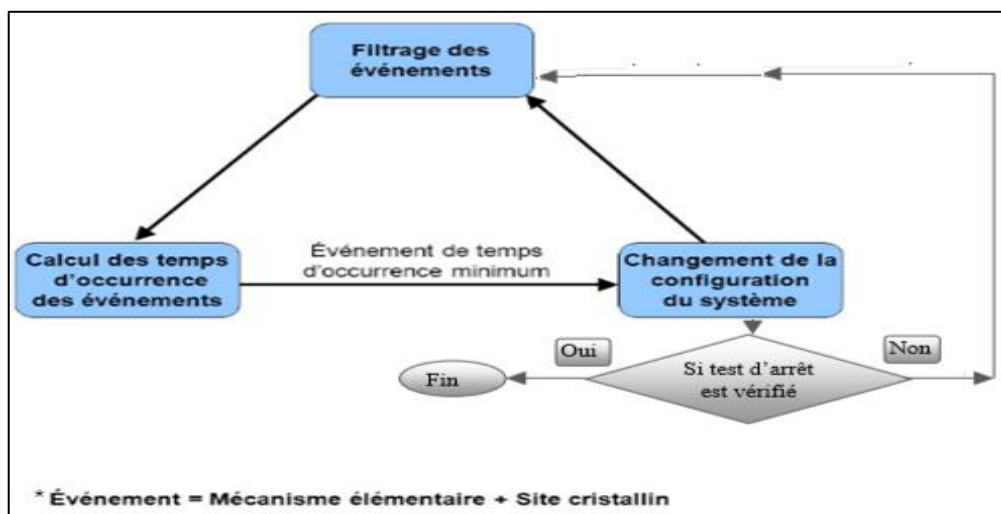 Filtrage des
événements
Calcul des temps
d'occurrence
des événements
Événement de temps
d'occurrence minimum
Changement de la
configuration
du système
Oui
Non
Si test d'arrêt
est vérifié
Fin
* Événement = Mécanisme élémentaire + Site cristallin